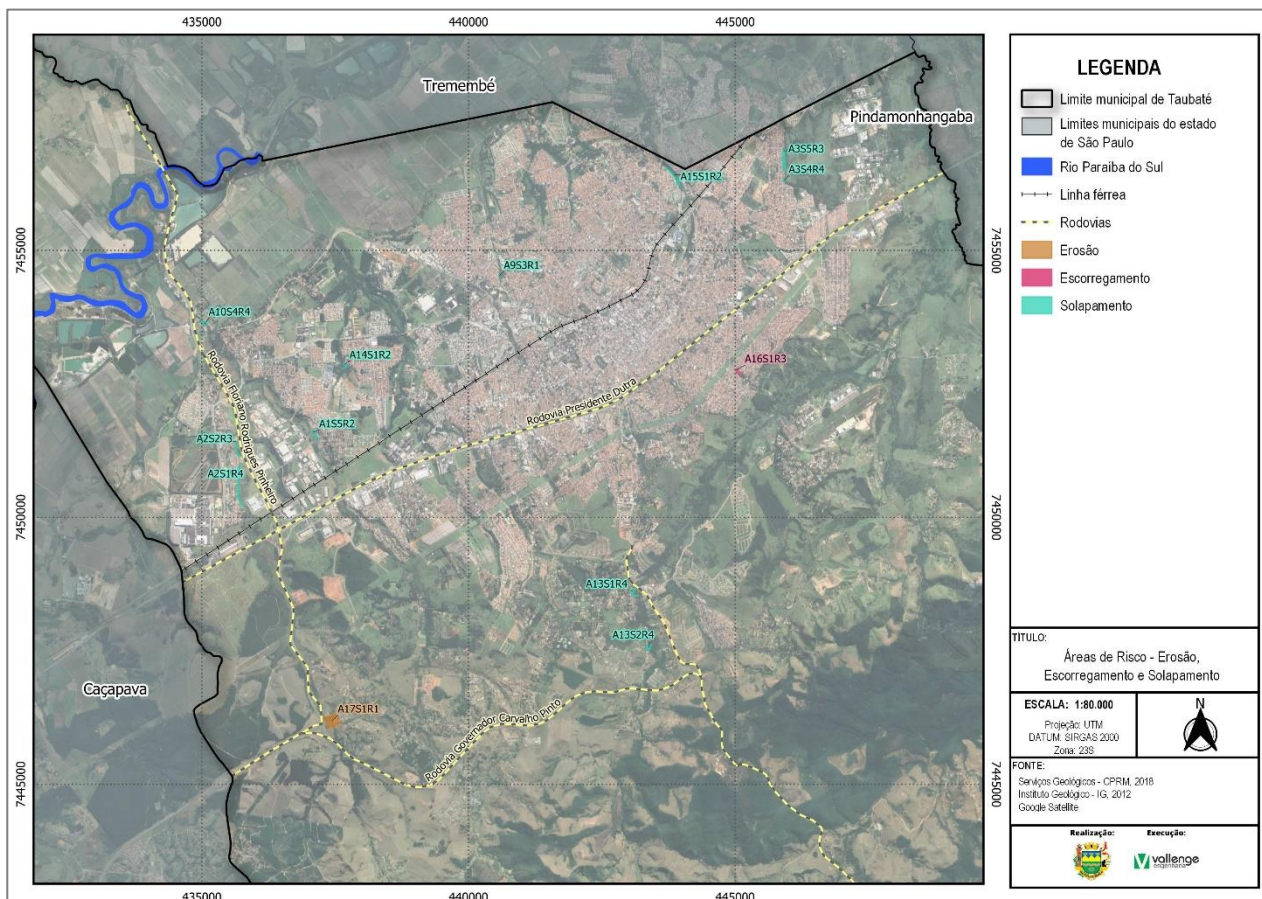 435000
440000
445000
Tremembé
Pindamonhangaba
A3S5R3
A3S4R4
A15S1R2
7455000
7455000
A9S3R1
A10S4R4
A14S1R2
A16S1R3
Rodovia Floriano Rodrigues Pinheiro
Rodovia Presidente Dutra
A1S5R2
A2S2R3
A2S1R4
7450000
7450000
A13S1R4
A13S2R4
Caçapava
A17S1R1
Rodovia Governador Carvalho Pinto
7445000
7445000
435000
440000
445000
LEGENDA
Limite municipal de Taubaté
Limites municipais do estado
de São Paulo
Rio Paraiba do Sul
Linha férrea
Rodovias
Erosão
Escorregamento
Solapamento
TÍTULO:
Áreas de Risco - Erosão,
Escorregamento e Solapamento
ESCALA: 1:80.000
Projeção: UTM
DATUM: SIRGAS 2000
Zona: 23S
N
FONTE:
Serviços Geológicos - CPRM, 2018
Instituto Geológico - IG, 2012
Google Satellite
Realização:
Execução:
vallenge
engenharia